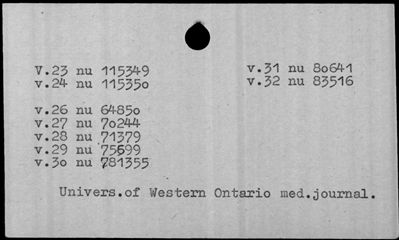 V.23 nu 115349
v.24 nu 115350
v.26 nu 64850
v.27 nu 70244
v.28 nu 71379
v.29 nu 75699
v.30 nu 781355
v.31 nu 80641
v.32 nu 83516
Univers.of Western Ontario med.journal.